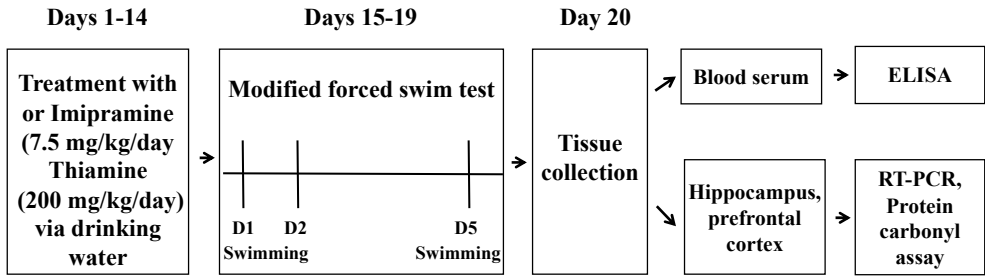 Days 1-14
Days 15-19
Day 20
Treatment with
or Imipramine
(7.5 mg/kg/day
Thiamine
(200 mg/kg/day)
via drinking
water
Modified forced swim test
D1
D2
D5
Swimming
Swimming
Tissue
collection
Blood serum
ELISA
Hippocampus,
prefrontal
cortex
RT-PCR,
Protein
carbonyl
assay